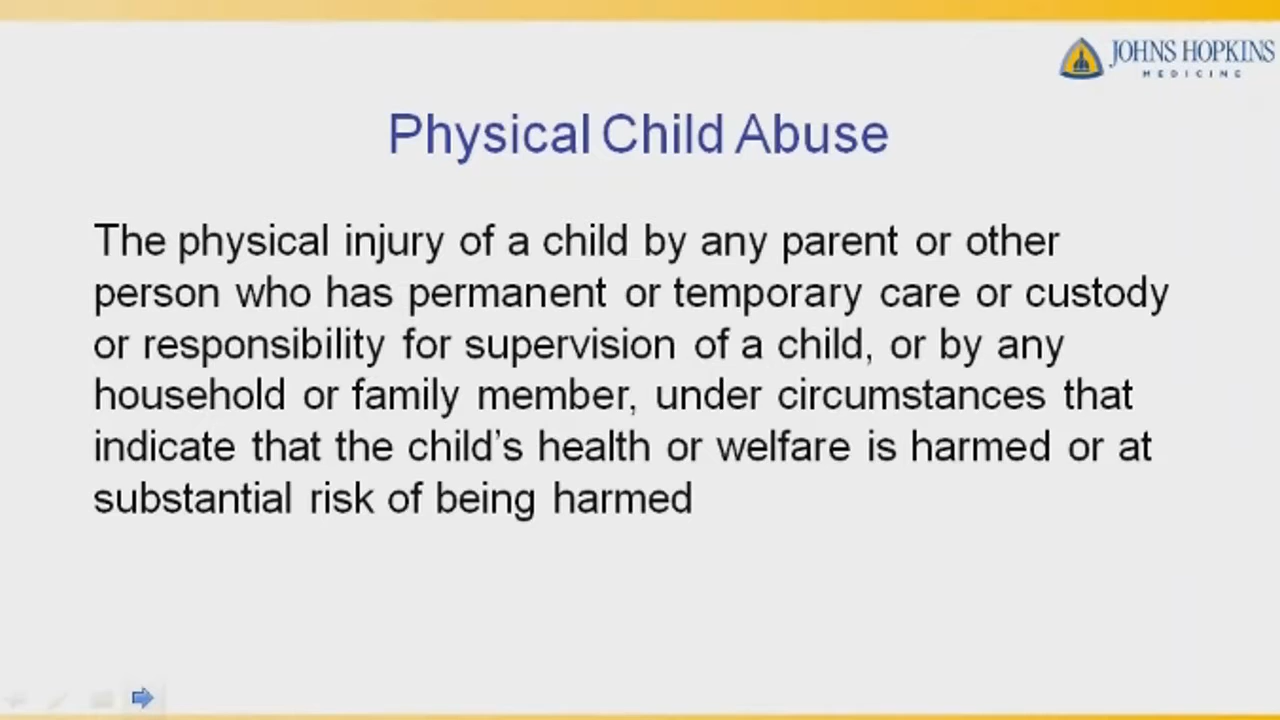 JOHNS HOPKINS
MEDICINE
Physical Child Abuse
The physical injury of a child by any parent or other
person who has permanent or temporary care or custody
or responsibility for supervision of a child, or by any
household or family member, under circumstances that
indicate that the child's health or welfare is harmed or at
substantial risk of being harmed